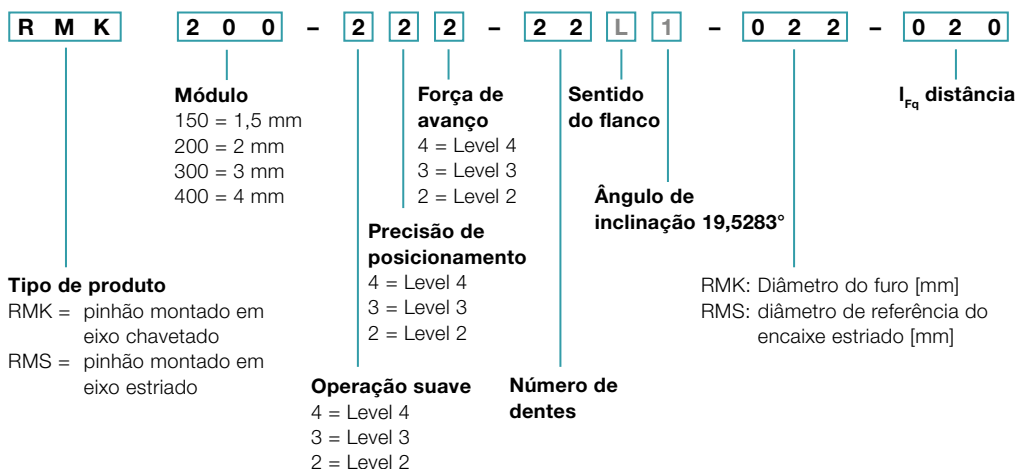 R M K 2 0 0 – 2 2 2 – 2 2 L 1 – 0 2 2 – 0 2 0
Módulo
150 = 1,5 mm
200 = 2 mm
300 = 3 mm
400 = 4 mm
Força de
avanço
4 = Level 4
3 = Level 3
2 = Level 2
Sentido
do flanco
l_Fq distância
Ângulo de
inclinação 19,5283°
Precisão de
posicionamento
4 = Level 4
3 = Level 3
2 = Level 2
Tipo de produto
RMK = pinhão montado em
eixo chavetado
RMS = pinhão montado em
eixo estriado
RMK: Diâmetro do furo [mm]
RMS: diâmetro de referência do
encaixe estriado [mm]
Operação suave
4 = Level 4
3 = Level 3
2 = Level 2
Número de
dentes